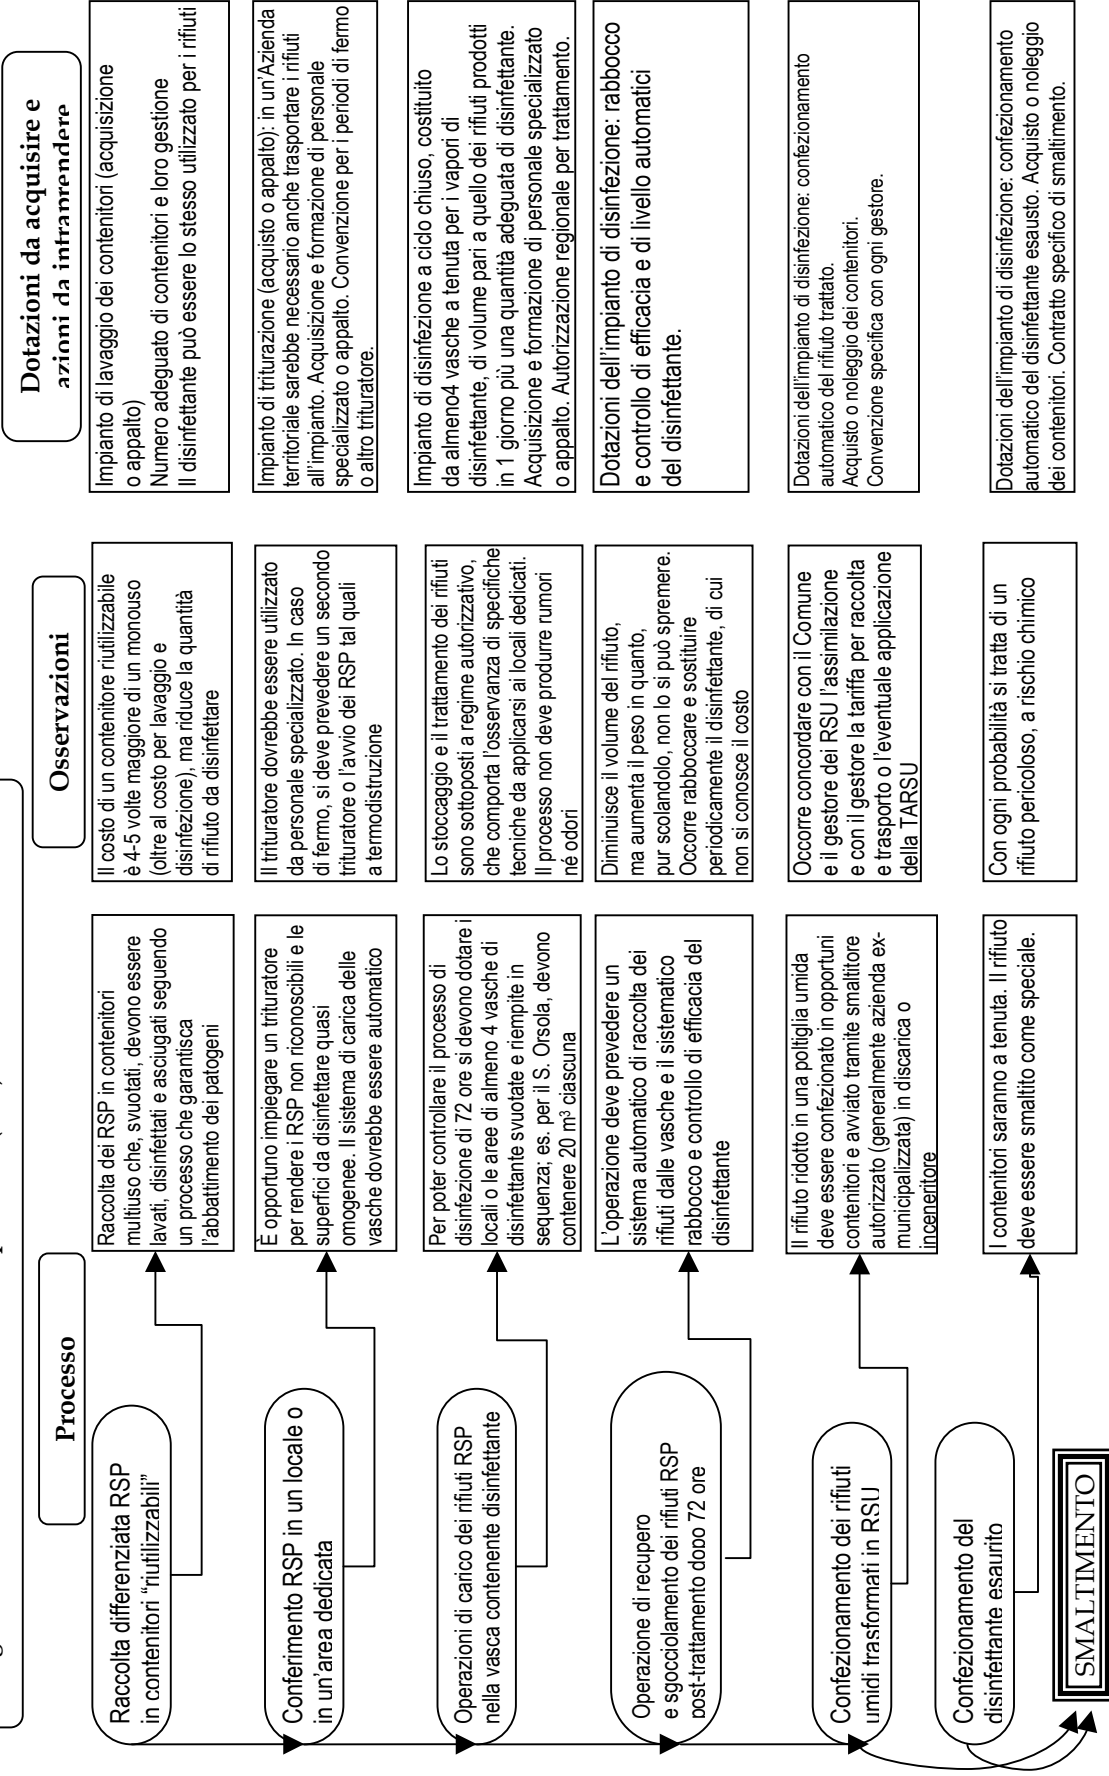 Processo
Osservazioni
Dotazioni da acquisire e
azioni da intraprendere
Raccolta differenziata RSP
in contenitori “riutilizzabili”
Raccolta dei RSP in contenitori
multiuso che, svuotati, devono essere
lavati, disinfettati e asciugati seguendo
un processo che garantisca
l’abbattimento dei patogeni
Il costo di un contenitore riutilizzabile
è 4-5 volte maggiore di un monouso
(oltre al costo per lavaggio e
disinfezione), ma riduce la quantità
di rifiuto da disinfettare
Impianto di lavaggio dei contenitori (acquisizione
o appalto)
Numero adeguato di contenitori e loro gestione
Il disinfettante può essere lo stesso utilizzato per i rifiuti
Conferimento RSP in un locale o
in un’area dedicata
È opportuno impiegare un trituratore
per rendere i RSP non riconoscibili e le
superfici da disinfettare quasi
omogenee. Il sistema di carica delle
vasche dovrebbe essere automatico
Il trituratore dovrebbe essere utilizzato
da personale specializzato. In caso
di fermo, si deve prevedere un secondo
trituratore o l’avvio dei RSP tal quali
a termodistruzione
Impianto di triturazione (acquisto o appalto): in un’Azienda
territoriale sarebbe necessario anche trasportare i rifiuti
all’impianto. Acquisizione e formazione di personale
specializzato o appalto. Convenzione per i periodi di fermo
o altro trituratore.
Operazioni di carico dei rifiuti RSP
nella vasca contenente disinfettante
Per poter controllare il processo di
disinfezione di 72 ore si devono dotare i
locali o le aree di almeno 4 vasche di
disinfettante svuotate e riempite in
sequenza; es. per il S. Orsola, devono
contenere 20 m³ ciascuna
Lo stoccaggio e il trattamento dei rifiuti
sono sottoposti a regime autorizzativo,
che comporta l’osservanza di specifiche
tecniche da applicarsi ai locali dedicati.
Il processo non deve produrre rumori
né odori
Impianto di disinfezione a ciclo chiuso, costituito
da almeno4 vasche a tenuta per i vapori di
disinfettante, di volume pari a quello dei rifiuti prodotti
in 1 giorno più una quantità adeguata di disinfettante.
Acquisizione e formazione di personale specializzato
o appalto. Autorizzazione regionale per trattamento.
Operazione di recupero
e sgocciolamento dei rifiuti RSP
post-trattamento dopo 72 ore
L’operazione deve prevedere un
sistema automatico di raccolta dei
rifiuti dalle vasche e il sistematico
rabbocco e controllo di efficacia del
disinfettante
Diminuisce il volume del rifiuto,
ma aumenta il peso in quanto,
pur scolandolo, non lo si può spremere.
Occorre rabboccare e sostituire
periodicamente il disinfettante, di cui
non si conosce il costo
Dotazioni dell’impianto di disinfezione: rabbocco
e controllo di efficacia e di livello automatici
del disinfettante.
Confezionamento dei rifiuti
umidi trasformati in RSU
Il rifiuto ridotto in una poltiglia umida
deve essere confezionato in opportuni
contenitori e avviato tramite smaltitore
autorizzato (generalmente azienda ex-
municipalizzata) in discarica o
inceneritore
Occorre concordare con il Comune
e il gestore dei RSU l’assimilazione
e con il gestore la tariffa per raccolta
e trasporto o l’eventuale applicazione
della TARSU
Dotazioni dell’impianto di disinfezione: confezionamento
automatico del rifiuto trattato.
Acquisto o noleggio dei contenitori.
Convenzione specifica con ogni gestore.
Confezionamento del
disinfettante esaurito
I contenitori saranno a tenuta. Il rifiuto
deve essere smaltito come speciale.
Con ogni probabilità si tratta di un
rifiuto pericoloso, a rischio chimico
Dotazioni dell’impianto di disinfezione: confezionamento
automatico del disinfettante esausto. Acquisto o noleggio
dei contenitori. Contratto specifico di smaltimento.
SMALTIMENTO